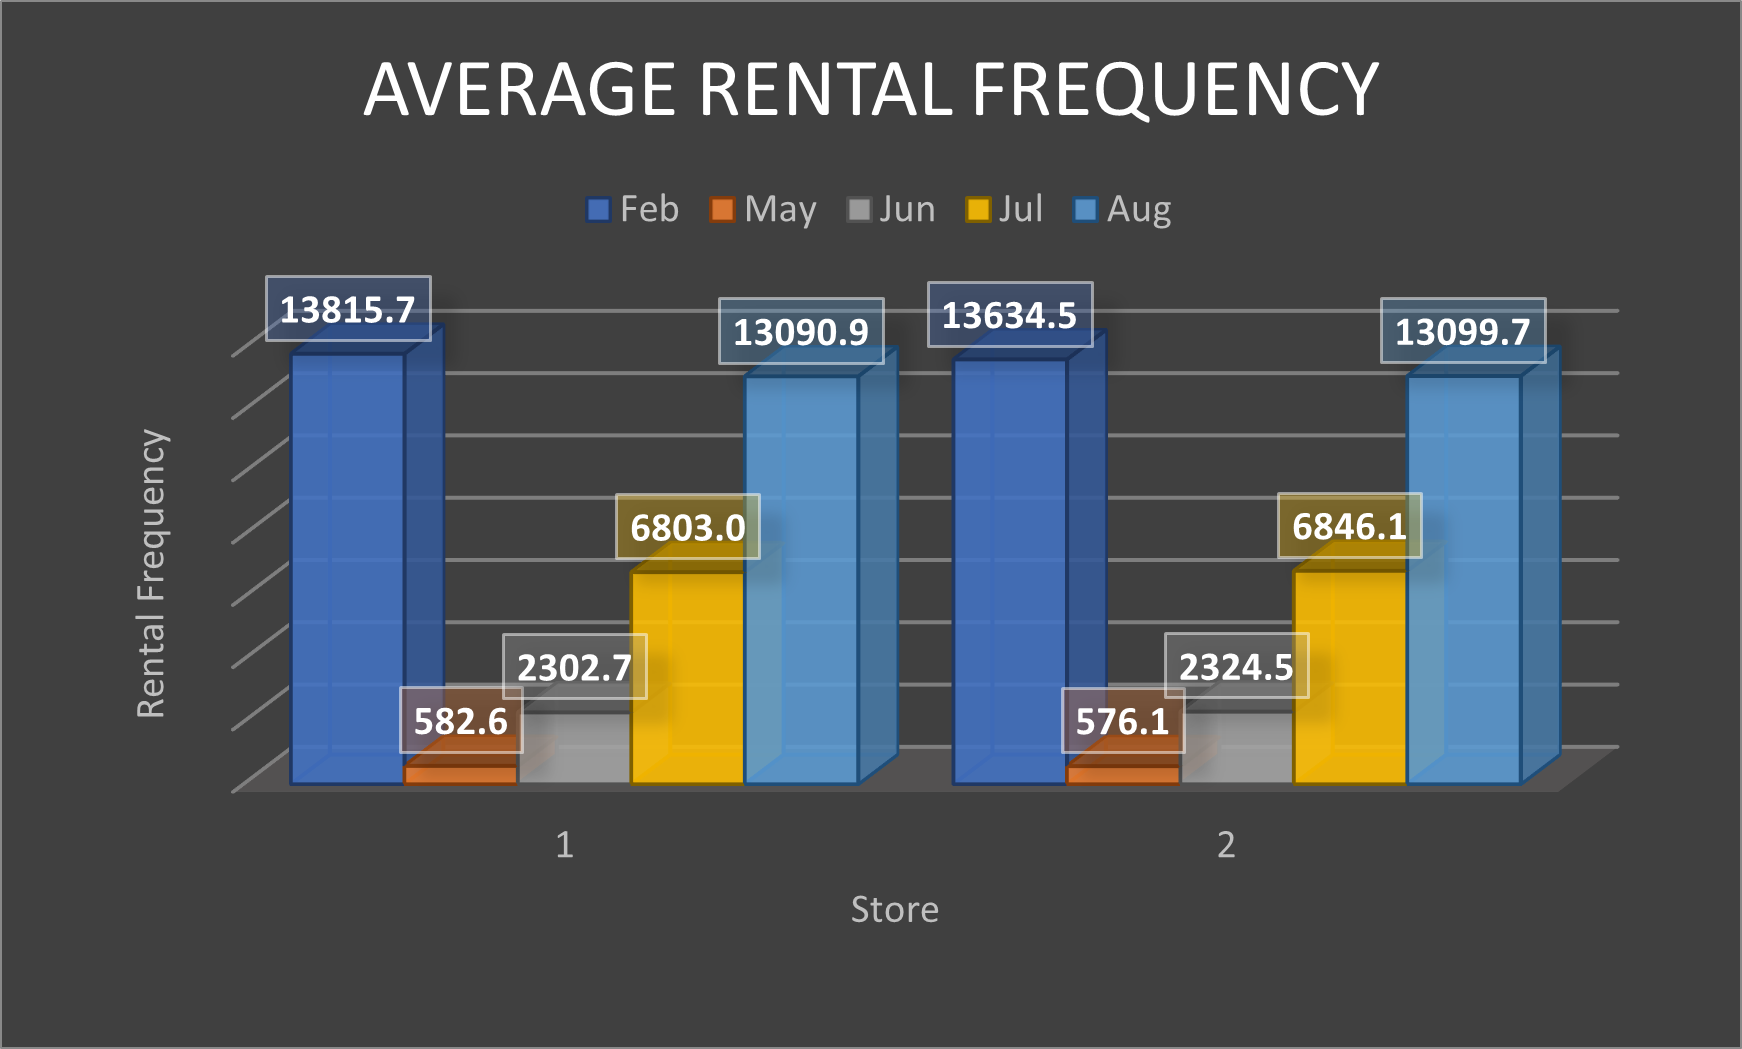 AVERAGE RENTAL FREQUENCY
Feb May Jun Jul Aug
13815.7
582.6
2302.7
6803.0
13090.9
13634.5
576.1
2324.5
6846.1
13099.7
Rental Frequency
1 2
Store